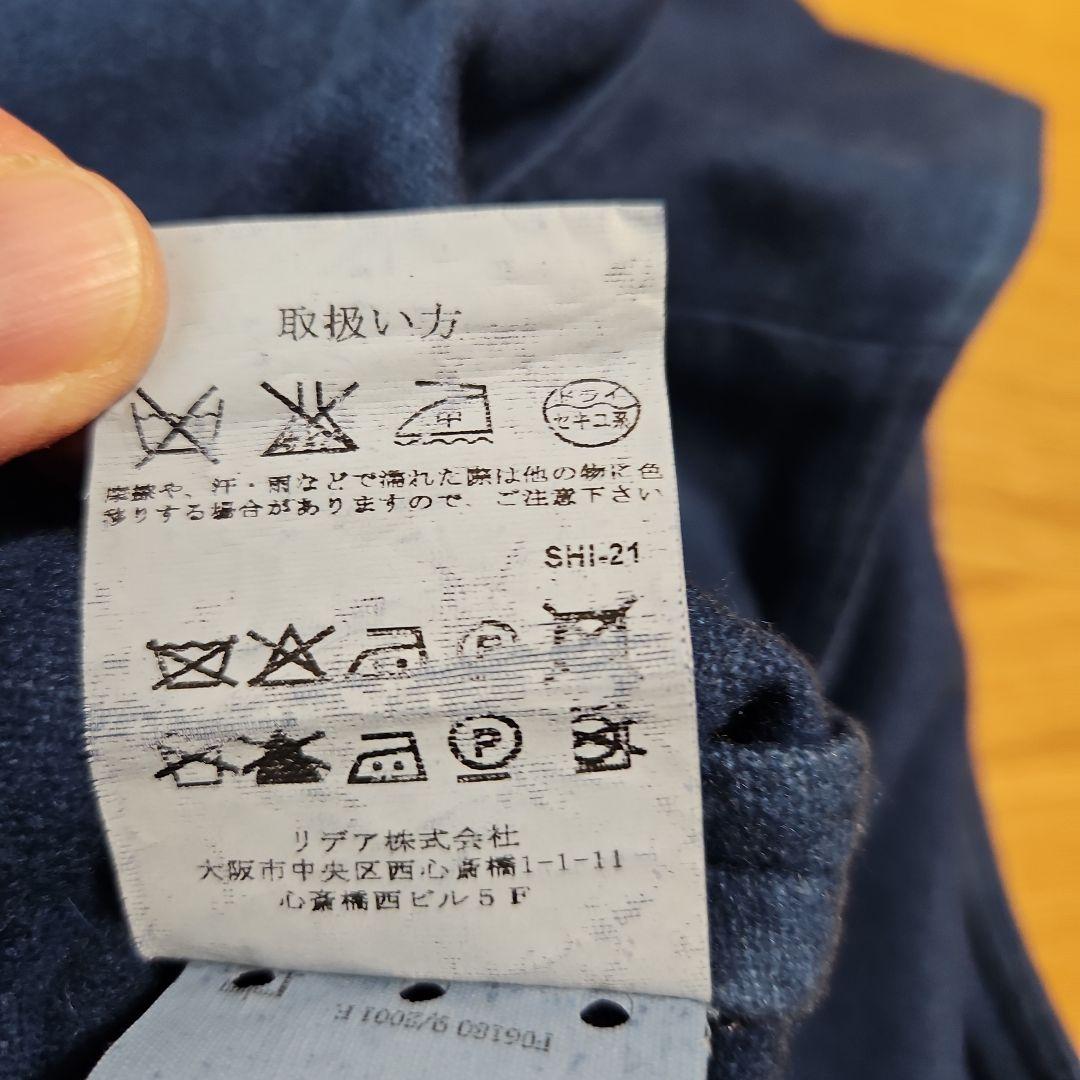 取扱い方
中
ドライ
セキユ系
摩擦や、汗・雨などで濡れた際は他の物に色
移りする場合がありますので、ご注意下さい
SHI-21
P
P
リデア株式会社
大阪市中央区西心斎橋1-1-11
心斎橋西ビル5F
F06180 9/2001 E